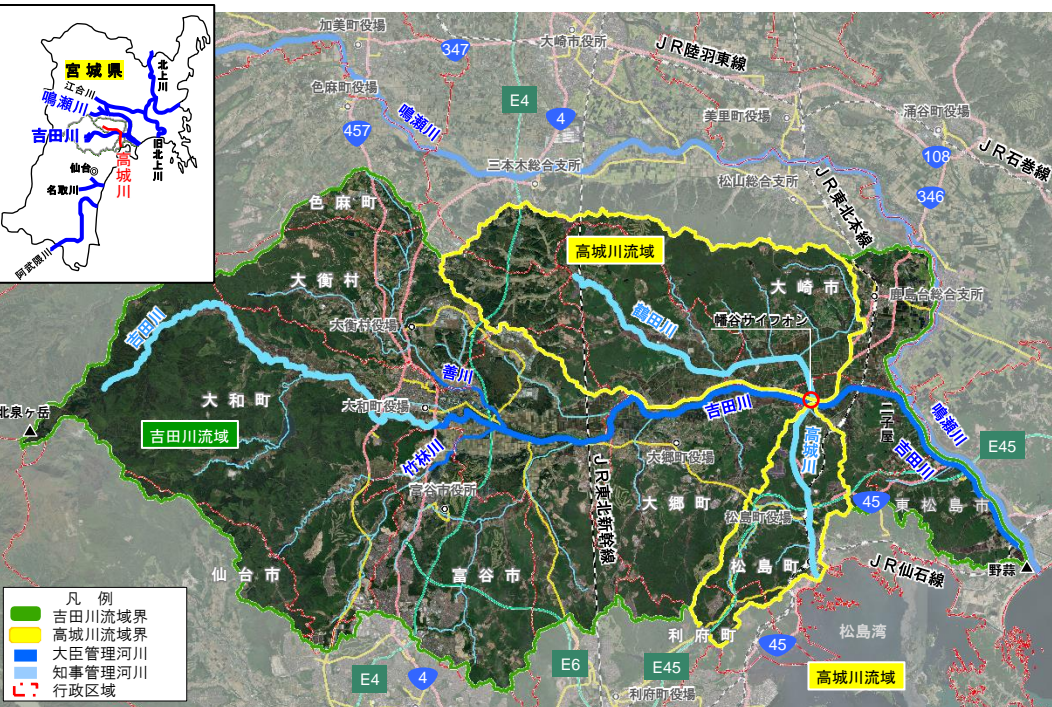 宮城県
北上川
江合川
鳴瀬川
吉田川
旧北上川
高城川
仙台
名取川
阿武隈川
加美町役場
大崎市役所
347
JR陸羽東線
色麻町役場
E4
4
鳴瀬川
美里町役場
涌谷町役場
457
108
JR石巻線
三本木総合支所
松山総合支所
346
JR東北本線
色麻町
高城川流域
大衡村
大崎市
鹿島台総合支所
鶴田川
幡谷サイフォン
吉田川
大衡村役場
善川
大和町
大和町役場
吉田川
二子屋
鳴瀬川
北泉ヶ岳
吉田川流域
竹林川
高城川
吉田川
E45
大郷町役場
富谷市役所
JR東北新幹線
大郷町
45
東松島市
松島町役場
仙台市
富谷市
松島町
JR仙石線
野蒜
利府町
松島湾
45
E4
4
E6
E45
高城川流域
利府町役場
凡 例
吉田川流域界
高城川流域界
大臣管理河川
知事管理河川
行政区域